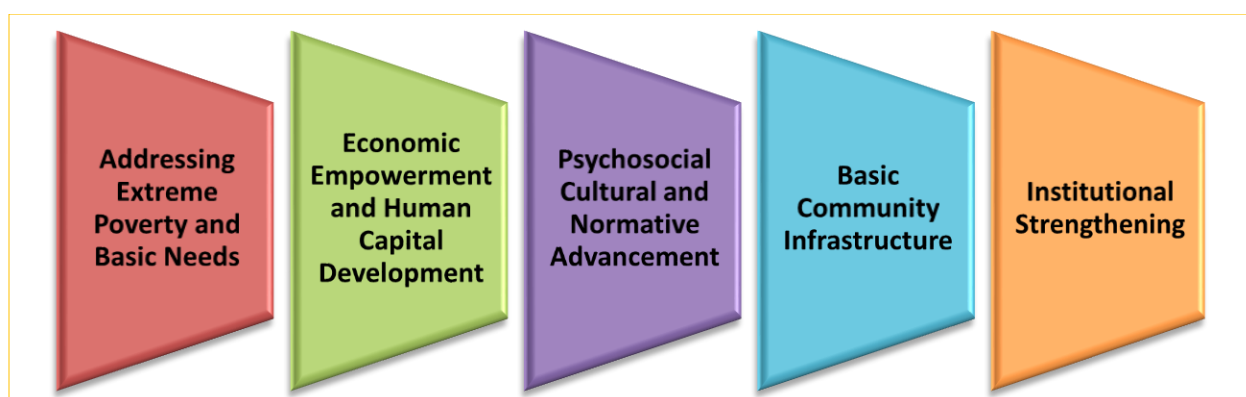 Addressing
Extreme
Poverty and
Basic Needs
Economic
Empowerment
and Human
Capital
Development
Psychosocial
Cultural and
Normative
Advancement
Basic
Community
Infrastructure
Institutional
Strengthening